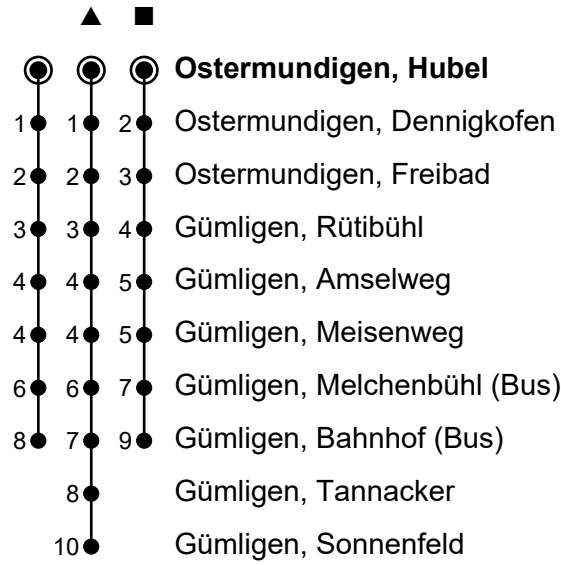 ▲ ■
Ostermundigen, Hubel
1 1 2 Ostermundigen, Dennigkofen
2 2 3 Ostermundigen, Freibad
3 3 4 Gümligen, Rütibühl
4 4 5 Gümligen, Amselweg
4 4 5 Gümligen, Meisenweg
6 6 7 Gümligen, Melchenbühl (Bus)
8 7 9 Gümligen, Bahnhof (Bus)
8 Gümligen, Tannacker
10 Gümligen, Sonnenfeld